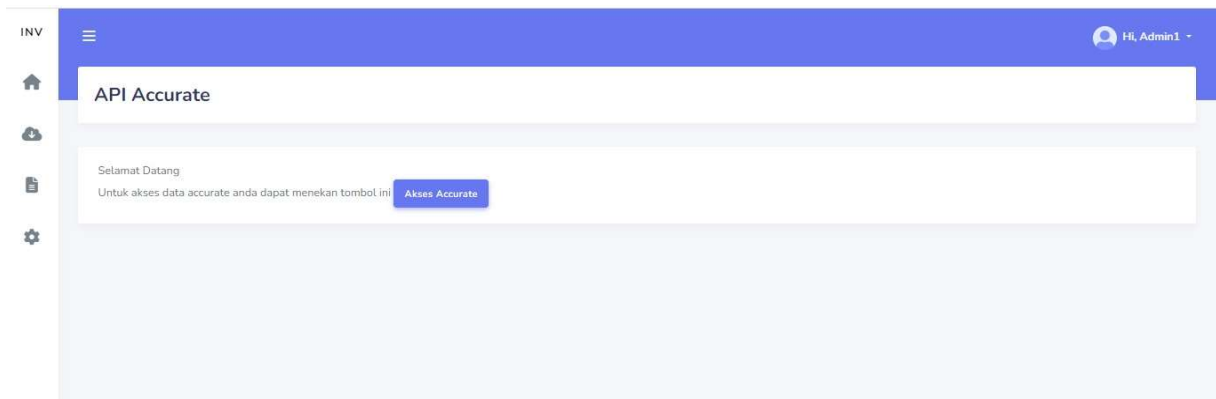 INV
Hi, Admin1
API Accurate
Selamat Datang
Untuk akses data accurate anda dapat menekan tombol ini Akses Accurate